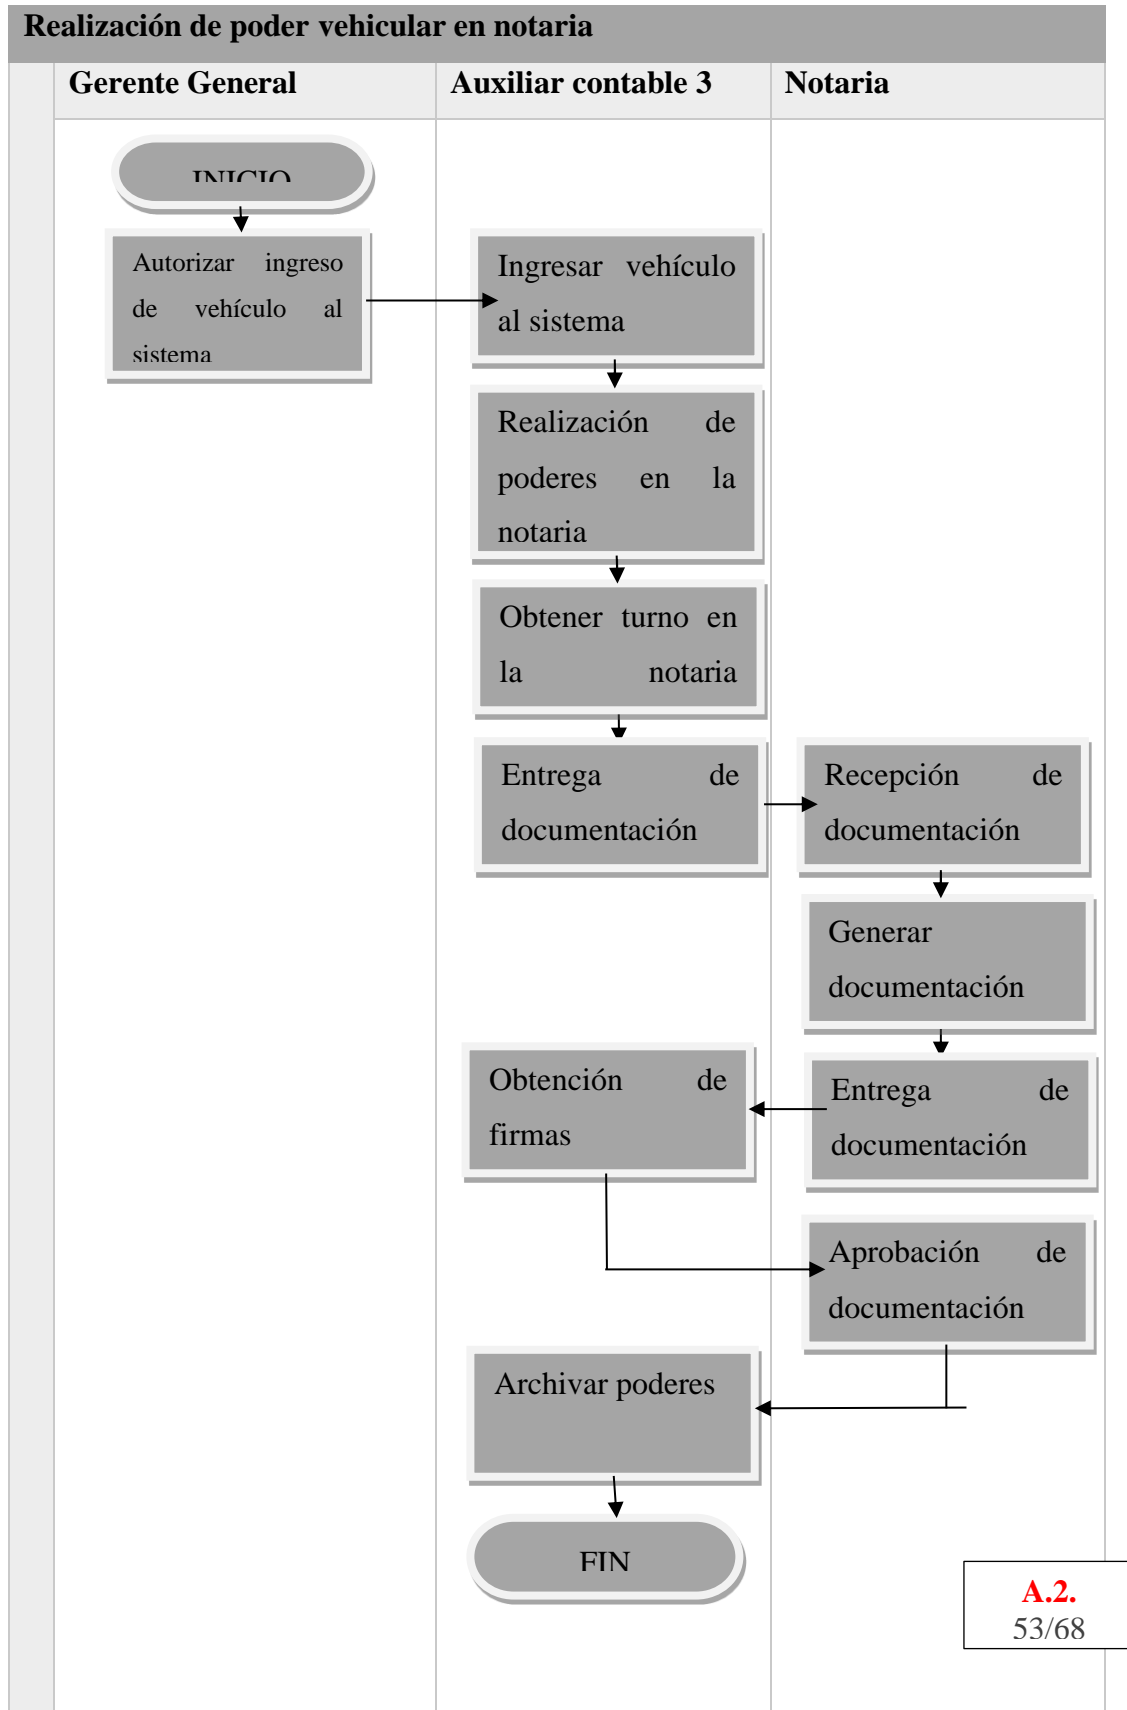 Realización de poder vehicular en notaria
Gerente General
Auxiliar contable 3
Notaria
INICIO
Autorizar ingreso
de vehículo al
sistema
Ingresar vehículo
al sistema
Realización de
poderes en la
notaria
Obtener turno en
la notaria
Entrega de
documentación
Recepción de
documentación
Generar
documentación
Entrega de
documentación
Obtención de
firmas
Aprobación de
documentación
Archivar poderes
FIN
A.2.
53/68